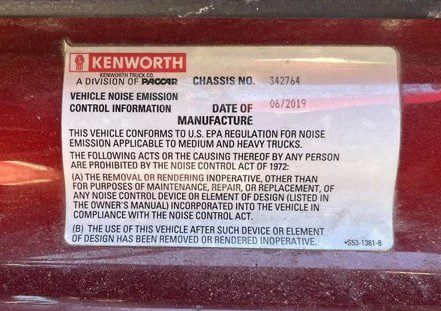 KENWORTH
KENWORTH TRUCK CO.
A DIVISION OF PACCAR CHASSIS NO. 342764
VEHICLE NOISE EMISSION
CONTROL INFORMATION DATE OF 06/2019
MANUFACTURE
THIS VEHICLE CONFORMS TO U.S. EPA REGULATION FOR NOISE
EMISSION APPLICABLE TO MEDIUM AND HEAVY TRUCKS.
THE FOLLOWING ACTS OR THE CAUSING THEREOF BY ANY PERSON
ARE PROHIBITED BY THE NOISE CONTROL ACT OF 1972:
(A) THE REMOVAL OR RENDERING INOPERATIVE, OTHER THAN
FOR PURPOSES OF MAINTENANCE, REPAIR, OR REPLACEMENT, OF
ANY NOISE CONTROL DEVICE OR ELEMENT OF DESIGN (LISTED IN
THE OWNER'S MANUAL) INCORPORATED INTO THE VEHICLE IN
COMPLIANCE WITH THE NOISE CONTROL ACT.
(B) THE USE OF THIS VEHICLE AFTER SUCH DEVICE OR ELEMENT
OF DESIGN HAS BEEN REMOVED OR RENDERED INOPERATIVE. •S53-1361-8